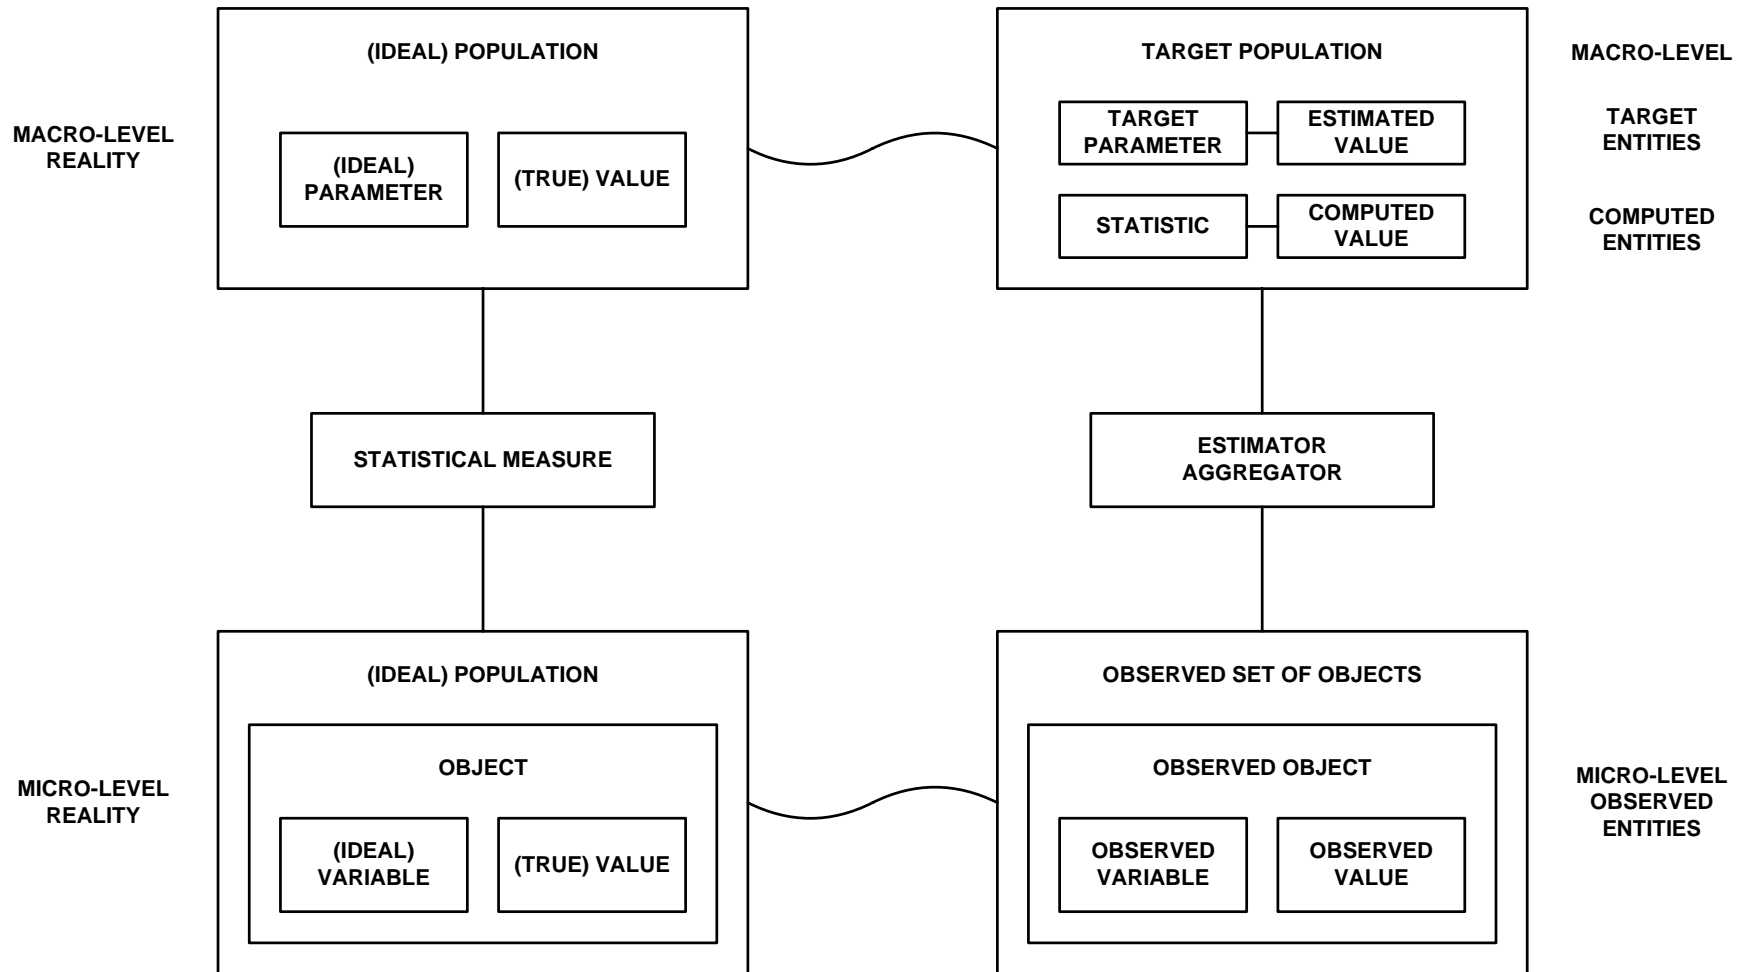 (IDEAL) POPULATION
TARGET POPULATION
MACRO-LEVEL
MACRO-LEVEL
REALITY
(IDEAL)
PARAMETER
(TRUE) VALUE
TARGET
PARAMETER
ESTIMATED
VALUE
TARGET
ENTITIES
STATISTIC
COMPUTED
VALUE
COMPUTED
ENTITIES
STATISTICAL MEASURE
ESTIMATOR
AGGREGATOR
(IDEAL) POPULATION
OBSERVED SET OF OBJECTS
MICRO-LEVEL
REALITY
OBJECT
(IDEAL)
VARIABLE
(TRUE) VALUE
OBSERVED OBJECT
OBSERVED
VARIABLE
OBSERVED
VALUE
MICRO-LEVEL
OBSERVED
ENTITIES